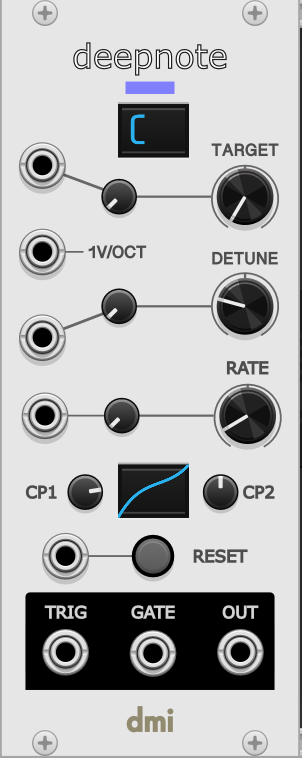 deepnote
C
TARGET
1V/OCT
DETUNE
RATE
CP1
CP2
RESET
TRIG GATE OUT
dmi